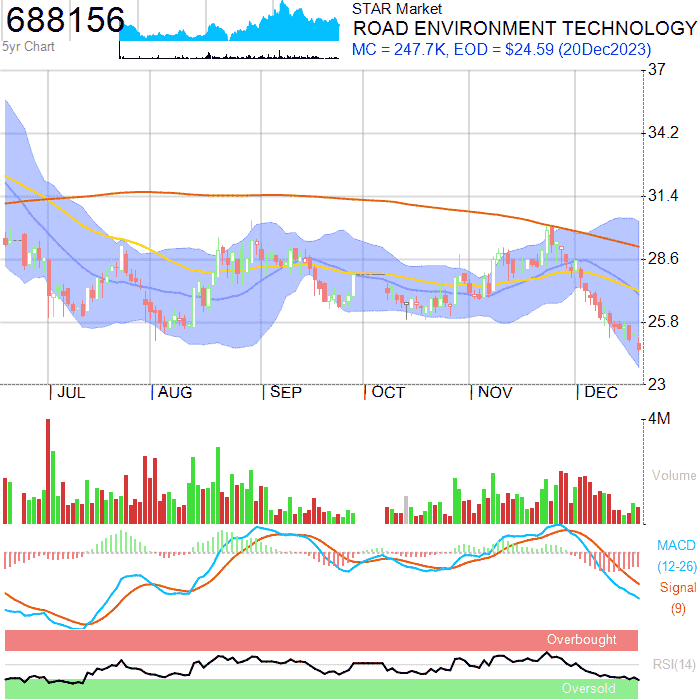 688156
5yr Chart
STAR Market
ROAD ENVIRONMENT TECHNOLOGY
MC = 247.7K, EOD = $24.59 (20Dec2023)
37
34.2
31.4
28.6
25.8
23
JUL
AUG
SEP
OCT
NOV
DEC
4M
Volume
MACD
(12-26)
Signal
(9)
Overbought
RSI(14)
Oversold